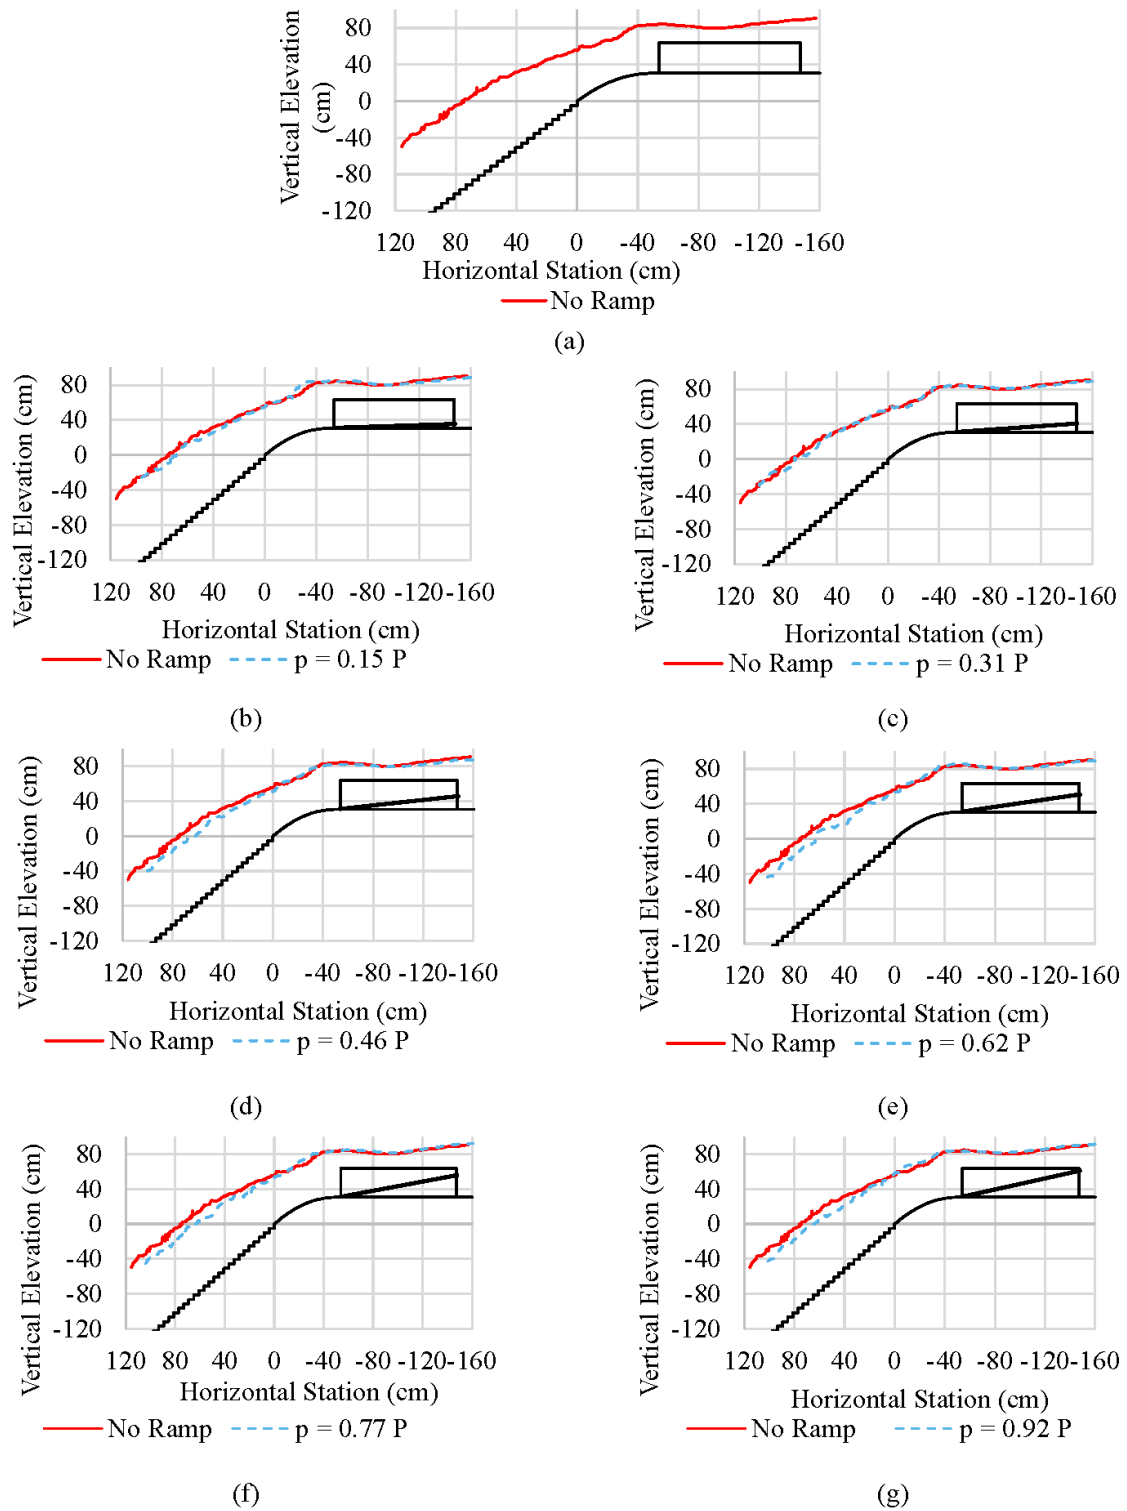 Vertical Elevation
(cm)
80
40
0
-40
-80
-120
120 80 40 0 -40 -80 -120 -160
Horizontal Station (cm)
No Ramp
(a)
Vertical Elevation (cm)
80
40
0
-40
-80
-120
120 80 40 0 -40 -80 -120-160
Horizontal Station (cm)
No Ramp p = 0.15 P
(b)
Vertical Elevation (cm)
80
40
0
-40
-80
-120
120 80 40 0 -40 -80 -120-160
Horizontal Station (cm)
No Ramp p = 0.31 P
(c)
Vertical Elevation (cm)
80
40
0
-40
-80
-120
120 80 40 0 -40 -80 -120-160
Horizontal Station (cm)
No Ramp p = 0.46 P
(d)
Vertical Elevation (cm)
80
40
0
-40
-80
-120
120 80 40 0 -40 -80 -120-160
Horizontal Station (cm)
No Ramp p = 0.62 P
(e)
Vertical Elevation (cm)
80
40
0
-40
-80
-120
120 80 40 0 -40 -80 -120-160
Horizontal Station (cm)
No Ramp p = 0.77 P
(f)
Vertical Elevation (cm)
80
40
0
-40
-80
-120
120 80 40 0 -40 -80 -120-160
Horizontal Station (cm)
No Ramp p = 0.92 P
(g)